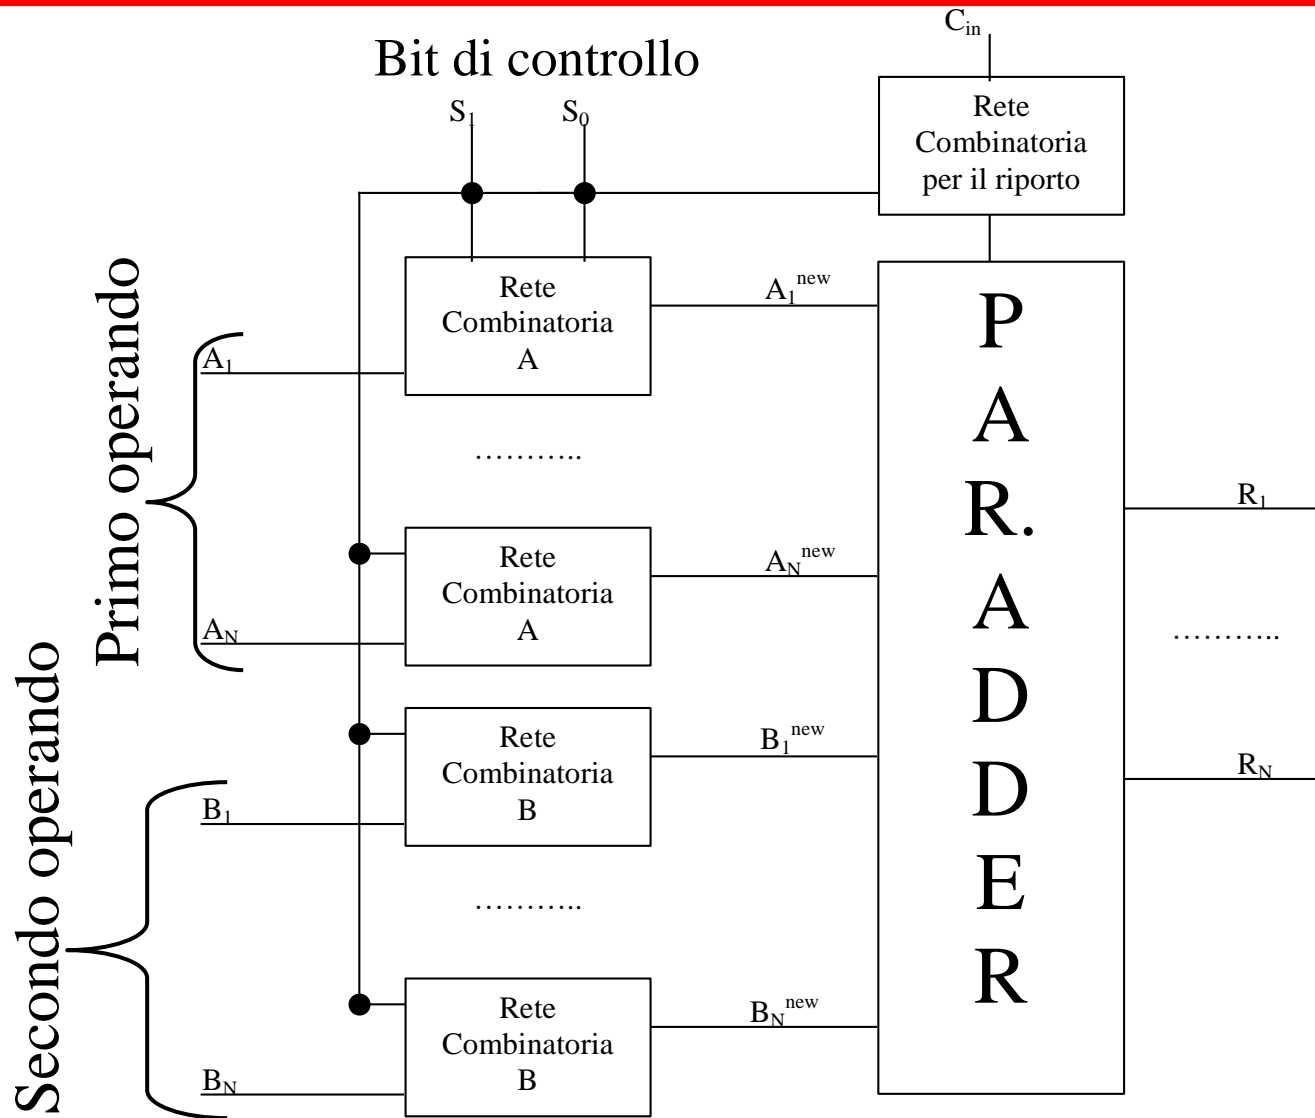 C_in
Bit di controllo
S_1 S_0
Rete
Combinatoria
per il riporto
Primo operando
Rete
Combinatoria
A
A_1
A_1^new
………..
Rete
Combinatoria
A
A_N
A_N^new
Secondo operando
Rete
Combinatoria
B
B_1
B_1^new
………..
Rete
Combinatoria
B
B_N
B_N^new
P
A
R.
A
D
D
E
R
R_1
………..
R_N